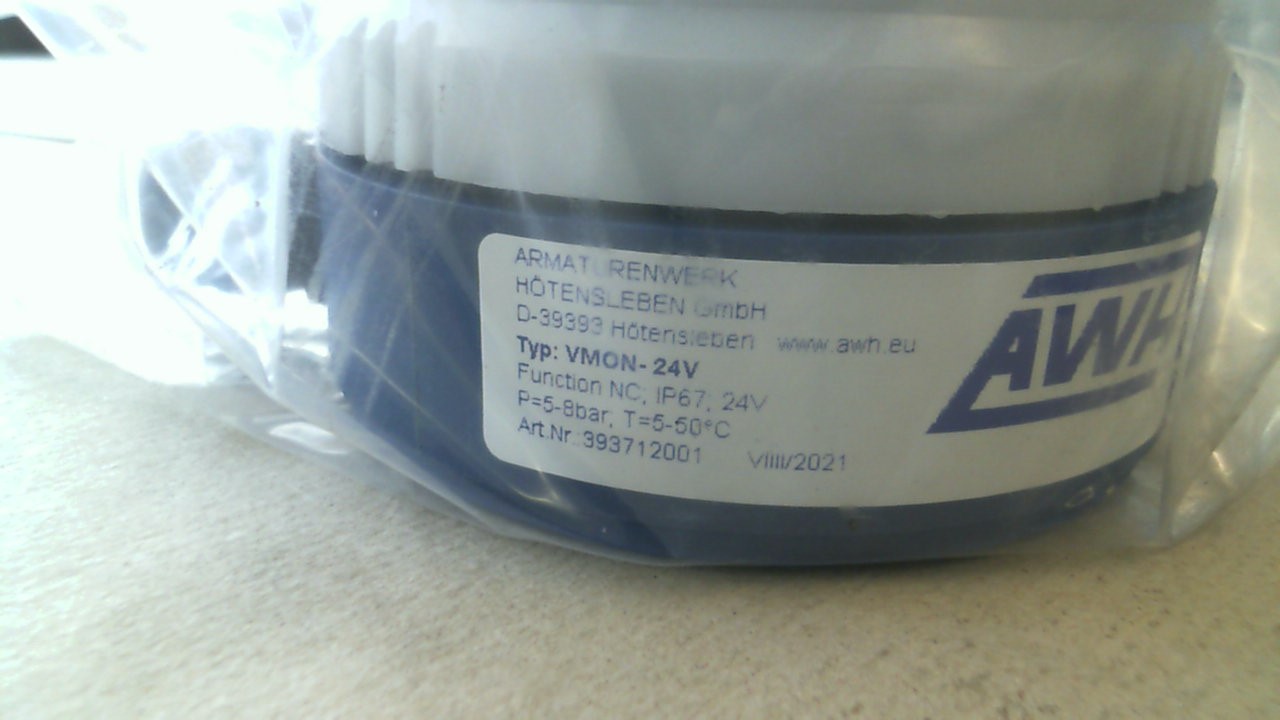 ARMATURENWERK
HÖTENSLEBEN GmbH
D-39393 Hötensleben www.awh.eu
Typ: VMON- 24V
Function NC, IP67, 24V
P=5-8bar, T=5-50°C
Art.Nr. 393712001 VIIII/2021
AWH